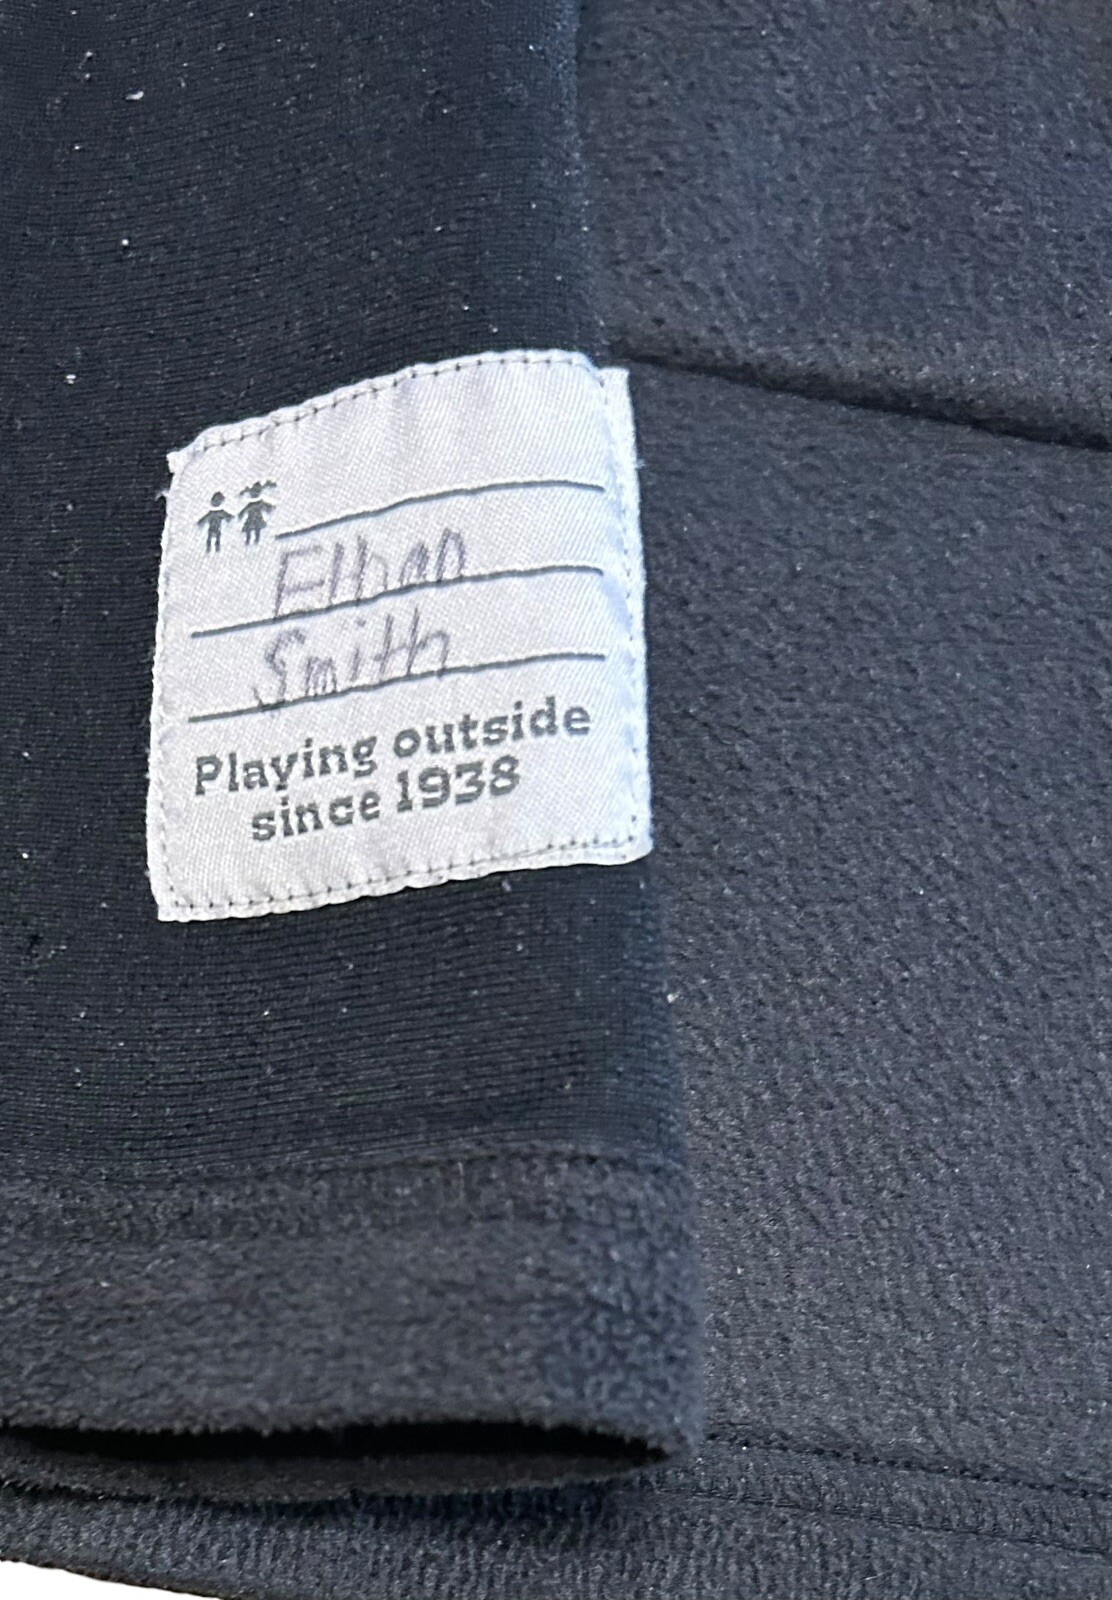 Ethan
Smith
Playing outside
since 1938